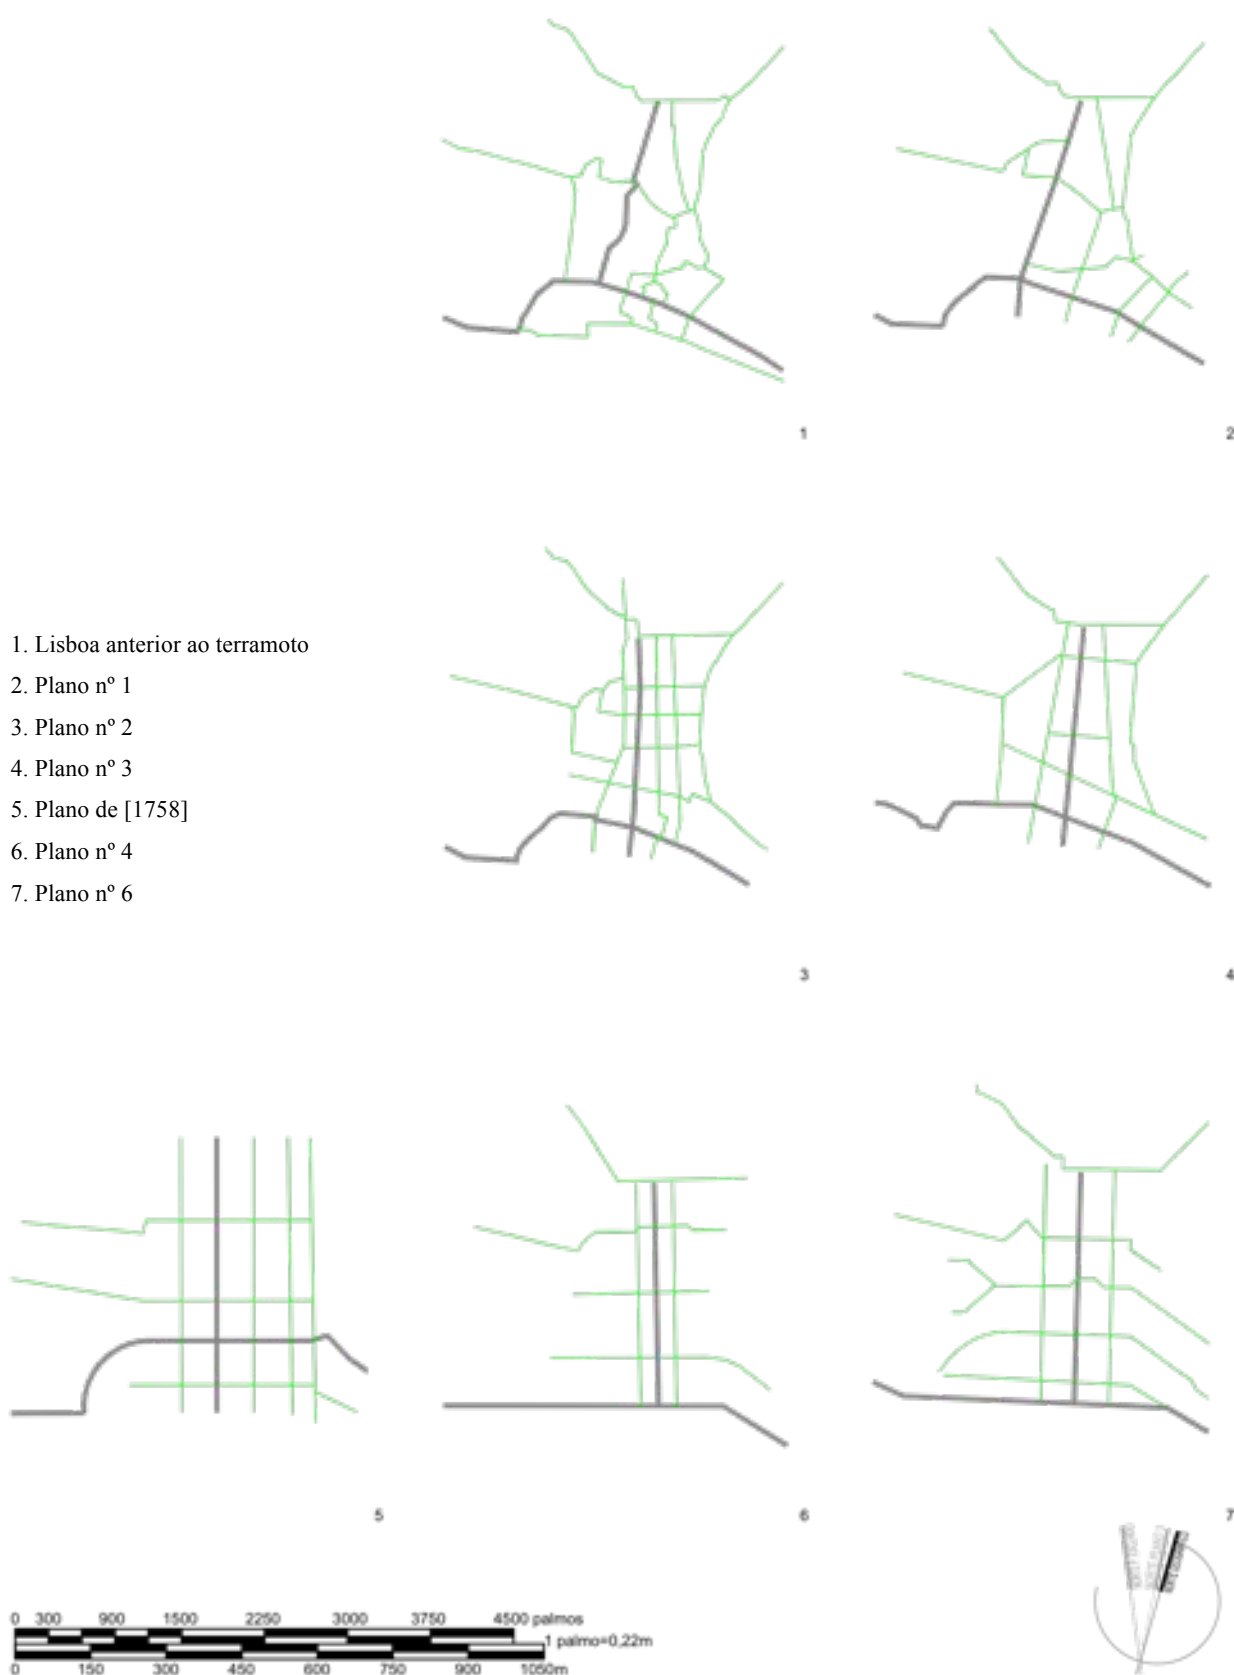 1
2
1. Lisboa anterior ao terramoto
2. Plano nº 1
3. Plano nº 2
4. Plano nº 3
5. Plano de [1758]
6. Plano nº 4
7. Plano nº 6
3
4
5
6
7
0 300 900 1500 2250 3000 3750 4500 palmos
1 palmo=0,22m
0 150 300 450 600 750 900 1050m